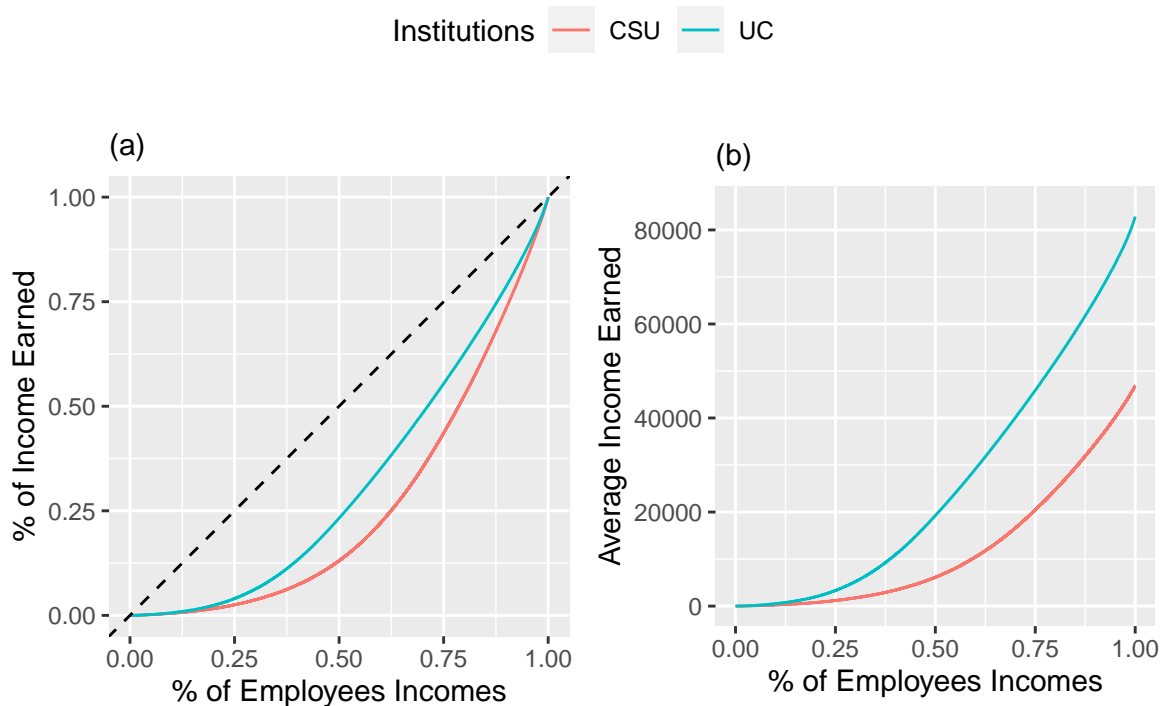 Institutions CSU UC
(a)
1.00
0.75
0.50
0.25
0.00
% of Income Earned
0.00 0.25 0.50 0.75 1.00
% of Employees Incomes
(b)
80000
60000
40000
20000
0
Average Income Earned
0.00 0.25 0.50 0.75 1.00
% of Employees Incomes